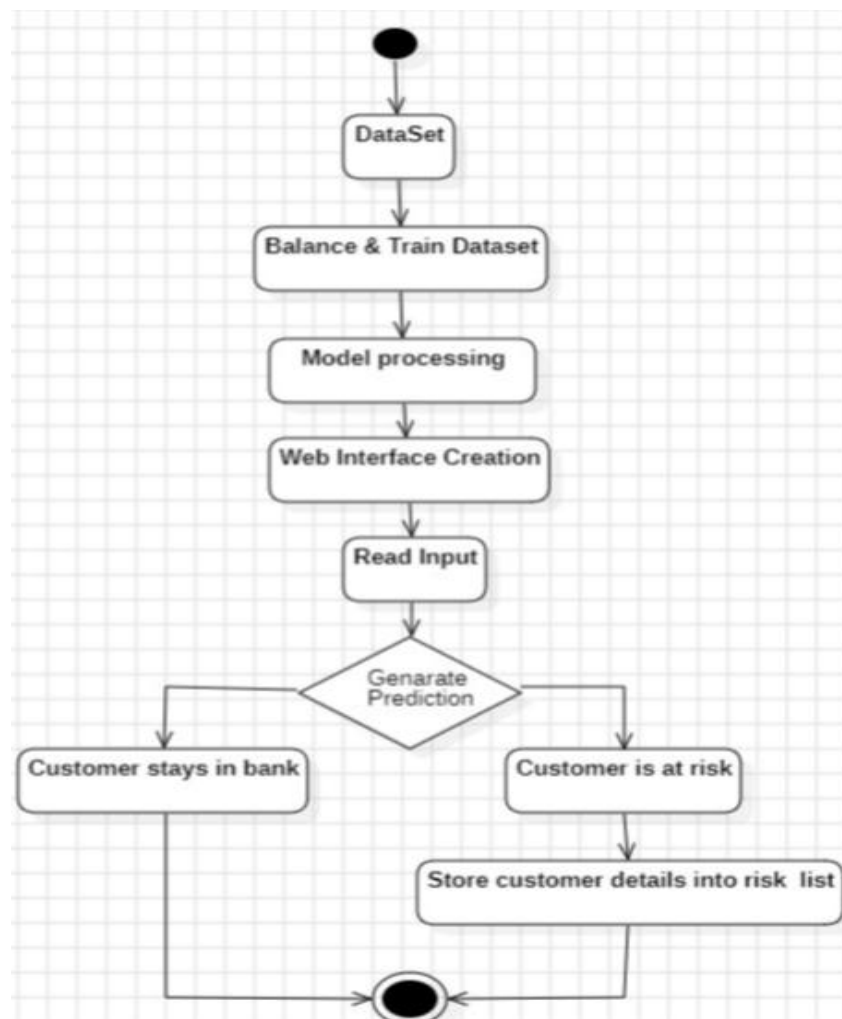 DataSet
Balance & Train Dataset
Model processing
Web Interface Creation
Read Input
Genarate
Prediction
Customer stays in bank
Customer is at risk
Store customer details into risk list